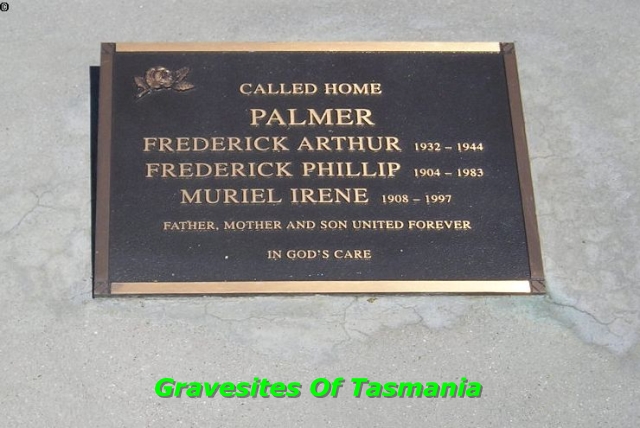 CALLED HOME
PALMER
FREDERICK ARTHUR 1932 – 1944
FREDERICK PHILLIP 1904 – 1983
MURIEL IRENE 1908 – 1997
FATHER, MOTHER AND SON UNITED FOREVER
IN GOD'S CARE
Gravesites Of Tasmania